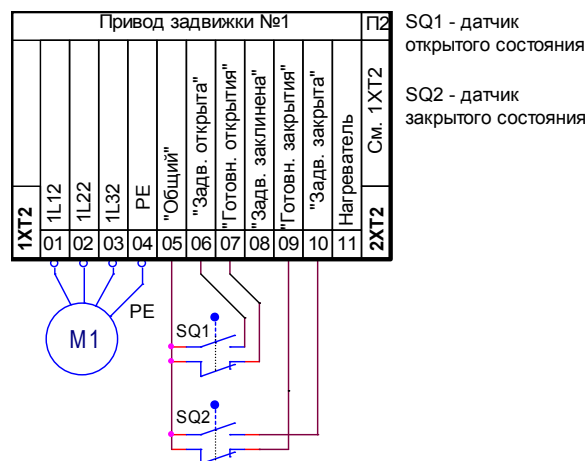 Привод задвижки №1
П2
SQ1 - датчик
открытого состояния
SQ2 - датчик
закрытого состояния
1XT2
1L12
1L22
1L32
PE
"Общий"
"Задв. открыта"
"Готовн. открытия"
"Задв. заклинена"
"Готовн. закрытия"
"Задв. закрыта"
Нагреватель
См. 1XT2
2XT2
01 02 03 04 05 06 07 08 09 10 11
PE
M1
SQ1
SQ2